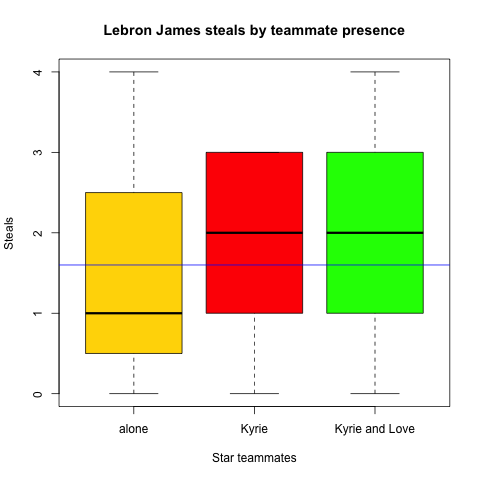 Lebron James steals by teammate presence
4
3
2
1
0
Steals
alone Kyrie Kyrie and Love
Star teammates